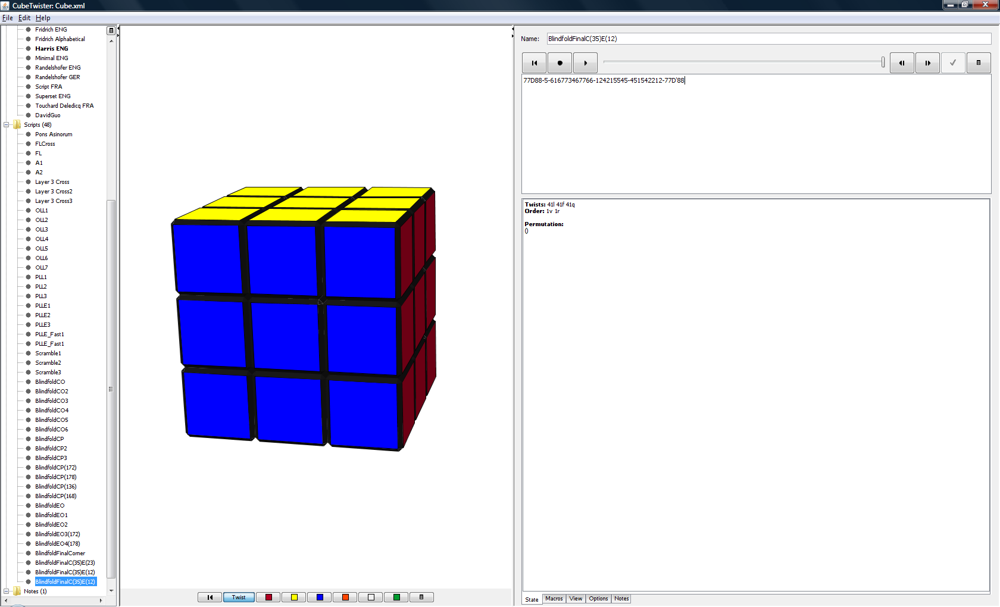 CubeTwister: Cube.xml
File Edit Help
Fridrich ENG
Fridrich Alphabetical
Harris ENG
Minimal ENG
Randelshofer ENG
Randelshofer GER
Script FRA
Superset ENG
Touchard Deledicq FRA
DavidGuo
Scripts (48)
Pons Asinorum
FLCross
FL
A1
A2
Layer 3 Cross
Layer 3 Cross2
Layer 3 Cross3
OLL1
OLL2
OLL3
OLL4
OLL5
OLL6
OLL7
PLL1
PLL2
PLL3
PLLE1
PLLE2
PLLE3
PLLE_Fast1
PLLE_Fast1
Scramble1
Scramble2
Scramble3
BlindfoldCO
BlindfoldCO2
BlindfoldCO3
BlindfoldCO4
BlindfoldCO5
BlindfoldCO6
BlindfoldCP
BlindfoldCP2
BlindfoldCP3
BlindfoldCP(172)
BlindfoldCP(178)
BlindfoldCP(136)
BlindfoldCP(168)
BlindfoldEO
BlindfoldEO1
BlindfoldEO2
BlindfoldEO3(172)
BlindfoldEO4(178)
BlindfoldFinalCorner
BlindfoldFinalC(35)E(23)
BlindfoldFinalC(35)E(12)
BlindfoldFinalC(35)E(12)
Notes (1)
Twist
Name: BlindfoldFinalC(35)E(12)
77D88-5-616773467766-124215545-451542212-77D'88
Twists: 41l 41f 41q
Order: 1v 1r
Permutation:
()
State Macros View Options Notes